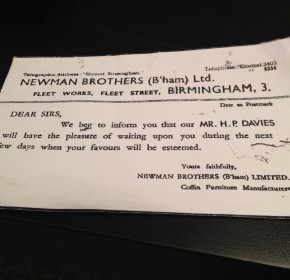 Telegraphic Address: "Shroud, Birmingham."
Telephone Central 2403
8334
NEWMAN BROTHERS (B'ham) Ltd.
FLEET WORKS, FLEET STREET, BIRMINGHAM, 3.
Date as Postmark
DEAR SIRS,
We beg to inform you that our MR. H. P. DAVIES
will have the pleasure of waiting upon you during the next
few days when your favours will be esteemed.
Yours faithfully,
NEWMAN BROTHERS (B'ham) LIMITED.
Coffin Furniture Manufacturers